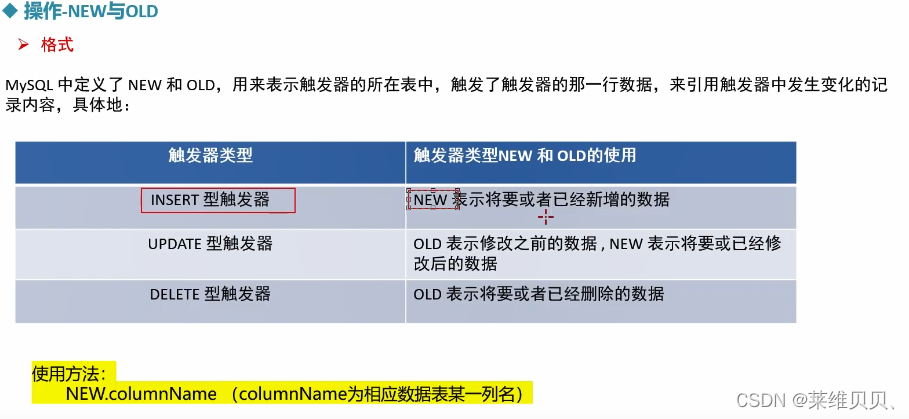 操作-NEW与OLD
格式
MySQL 中定义了 NEW 和 OLD，用来表示触发器的所在表中，触发了触发器的那一行数据，来引用触发器中发生变化的记
录内容，具体地：
触发器类型
触发器类型NEW 和 OLD的使用
INSERT 型触发器
NEW 表示将要或者已经新增的数据
UPDATE 型触发器
OLD 表示修改之前的数据 , NEW 表示将要或已经修
改后的数据
DELETE 型触发器
OLD 表示将要或者已经删除的数据
使用方法：
NEW.columnName （columnName为相应数据表某一列名）
CSDN @莱维贝贝、